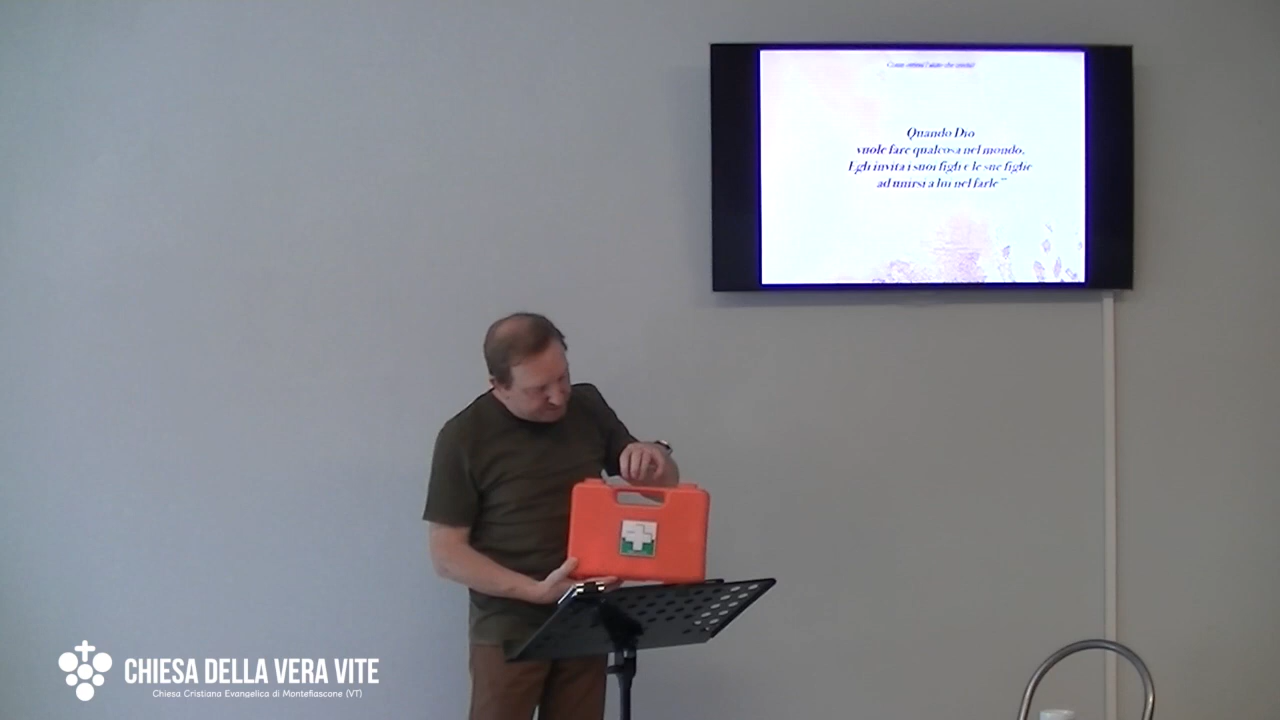 Quando Dio
vuole fare qualcosa nel mondo,
Egli invita i suoi figli e le sue figlie
ad unirsi a lui nel farle"
CHIESA DELLA VERA VITE
Chiesa Cristiana Evangelica di Montefiascone (VT)